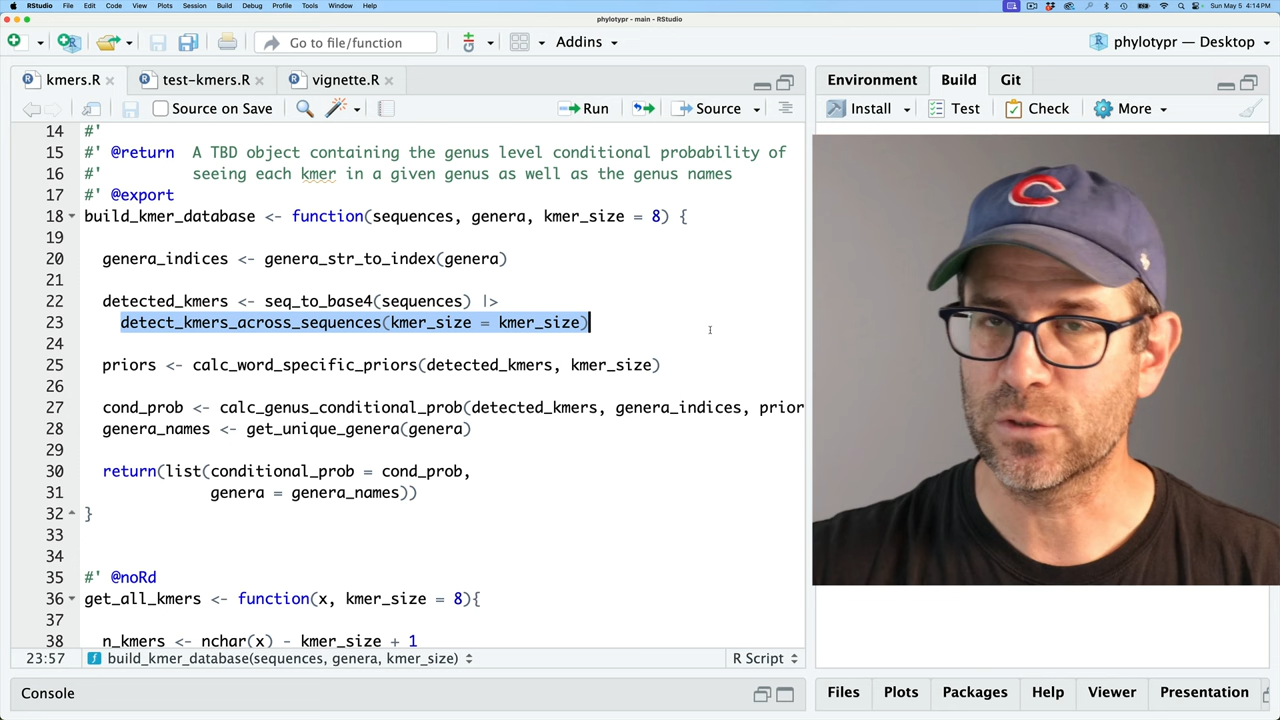 RStudio File Edit Code View Plots Session Build Debug Profile Tools Window Help Sun May 5 4:14 PM
phylotypr - main - RStudio
Go to file/function Addins phylotypr — Desktop
kmers.R test-kmers.R vignette.R Environment Build Git
Source on Save Run Source Install Test Check More
14 #'
15 #' @return A TBD object containing the genus level conditional probability of
16 #' seeing each kmer in a given genus as well as the genus names
17 #' @export
18 build_kmer_database <- function(sequences, genera, kmer_size = 8) {
19
20 genera_indices <- genera_str_to_index(genera)
21
22 detected_kmers <- seq_to_base4(sequences) |>
23 detect_kmers_across_sequences(kmer_size = kmer_size)
24
25 priors <- calc_word_specific_priors(detected_kmers, kmer_size)
26
27 cond_prob <- calc_genus_conditional_prob(detected_kmers, genera_indices, prior
28 genera_names <- get_unique_genera(genera)
29
30 return(list(conditional_prob = cond_prob,
31 genera = genera_names))
32 }
33
34
35 #' @noRd
36 get_all_kmers <- function(x, kmer_size = 8){
37
38 n_kmers <- nchar(x) - kmer_size + 1
23:57 build_kmer_database(sequences, genera, kmer_size) R Script
Console Files Plots Packages Help Viewer Presentation
C